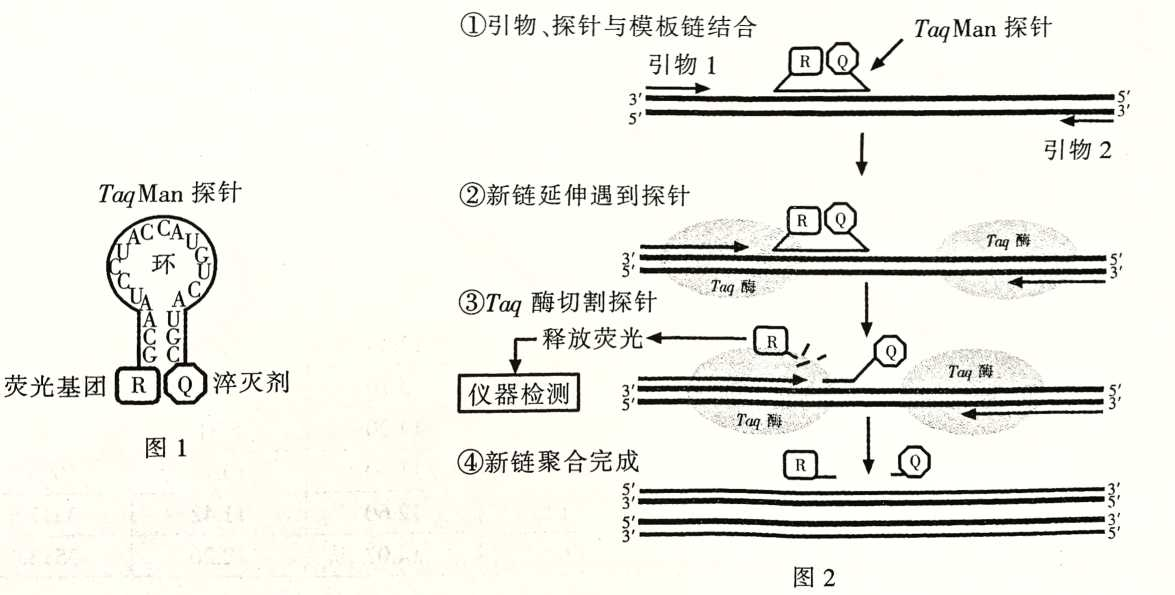 TaqMan 探针
GCAAUCCUACCAUGUCAUGC
环
荧光基团 R Q 淬灭剂
图 1
①引物、探针与模板链结合
TaqMan 探针
R Q
引物 1
3′ 5′
5′ 3′
引物 2
②新链延伸遇到探针
R Q
Taq 酶
3′ 5′
5′ 3′
Taq 酶
③Taq 酶切割探针
释放荧光 R Q
仪器检测
Taq 酶
3′ 5′
5′ 3′
Taq 酶
④新链聚合完成 R Q
5′ 3′
3′ 5′
5′ 3′
3′ 5′
图 2